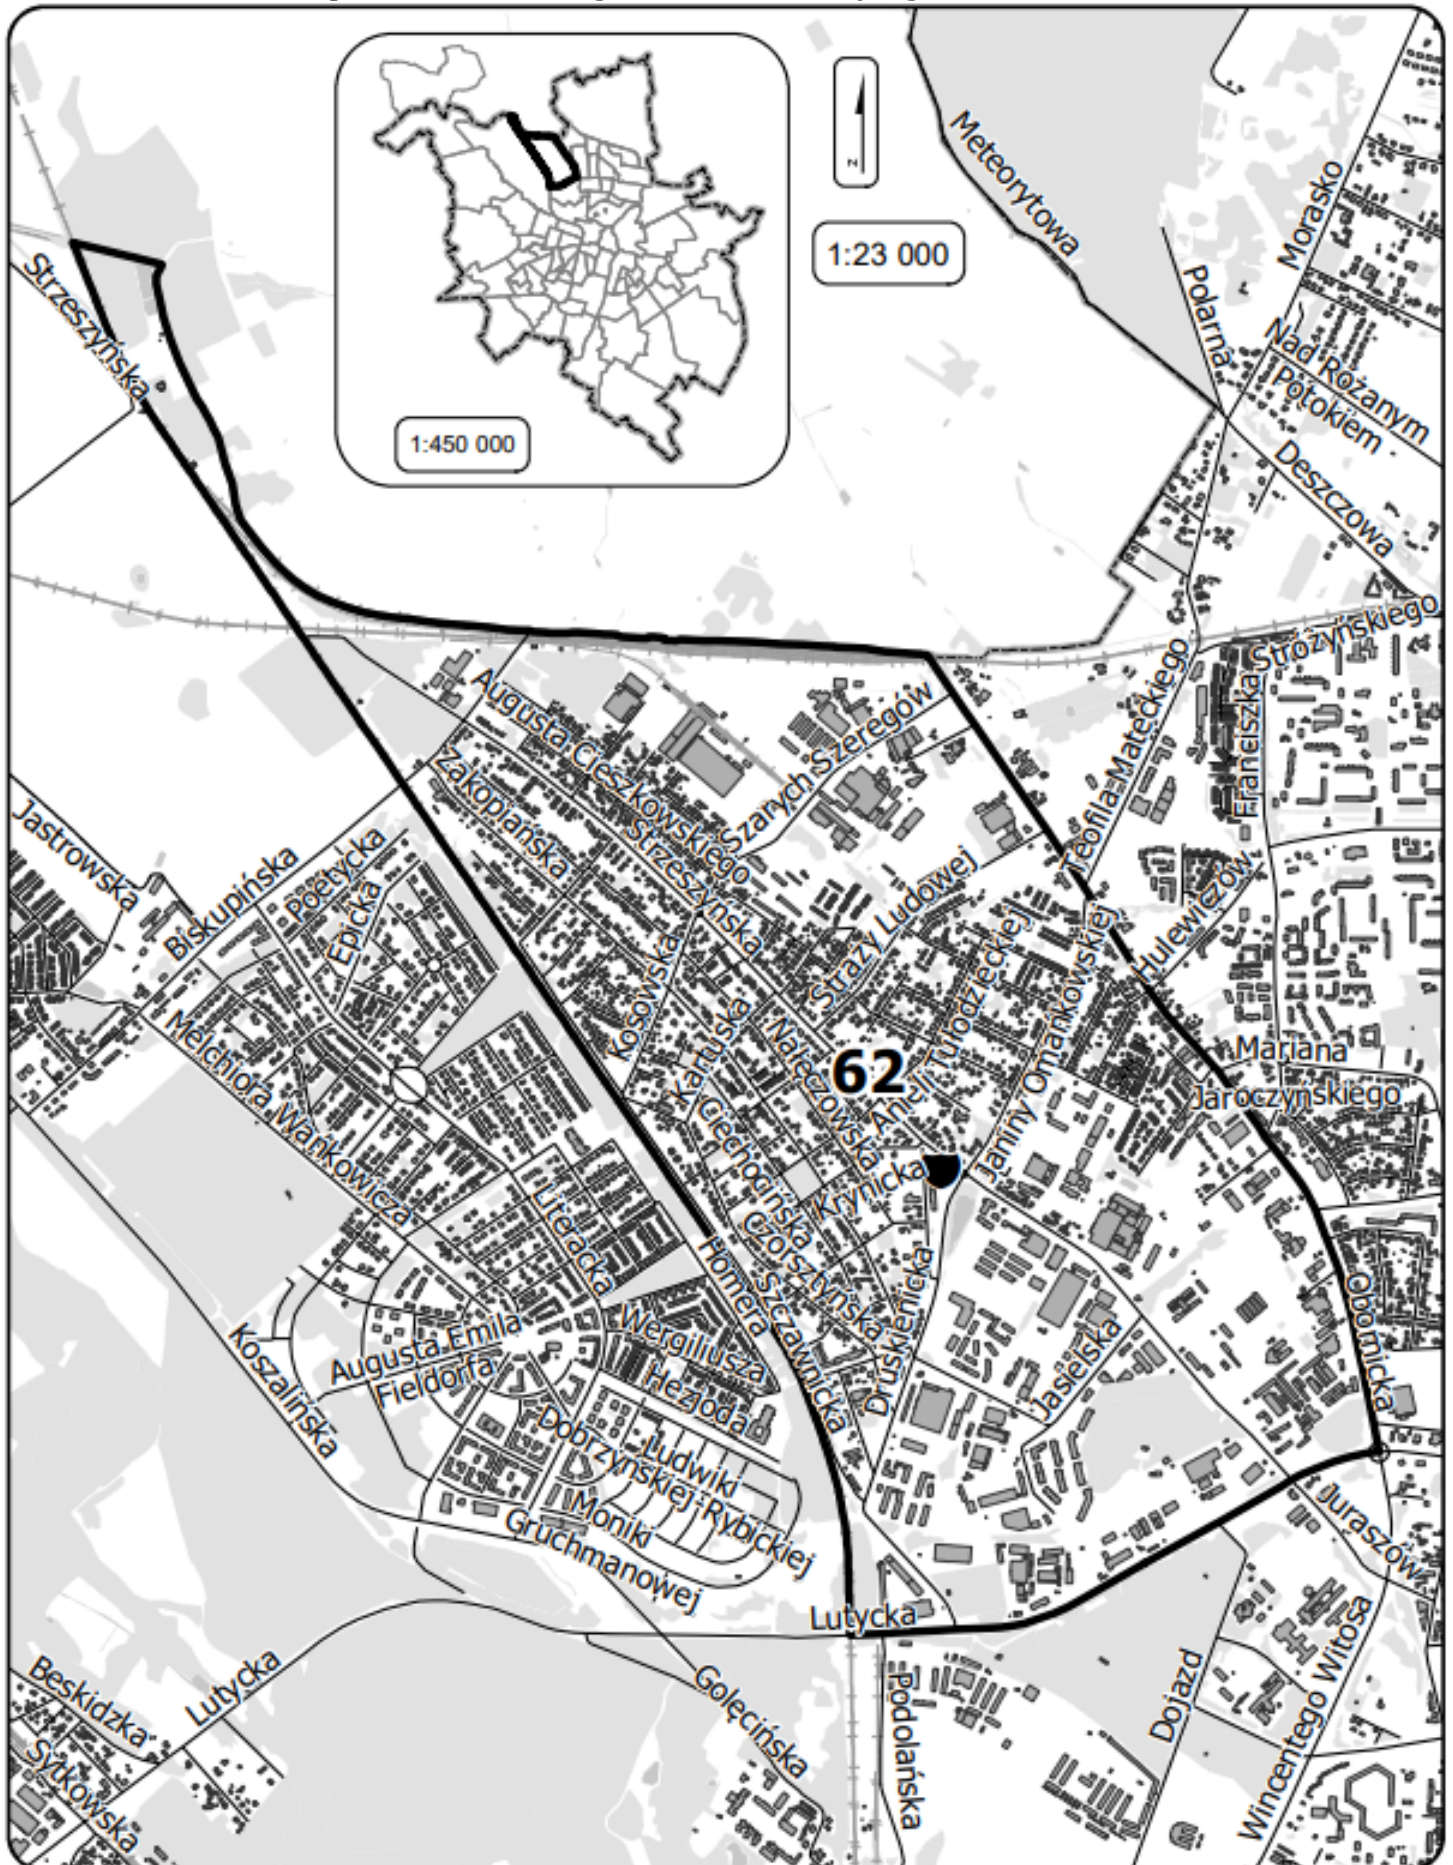 Meteorytowa
Morasko
z
1:23 000
Polarna
Strzeszyńska
Nad Różanym
Potokiem
1:450 000
Deszczowa
Stróżyńskiego
Franciszka
Teofila Mateckiego
Augusta Cieszkowskiego
Szarych Szeregów
Zakopiańska
Strzeszyńska
Jastrowska
Biskupińska
Poetycka
Epicka
Straży Ludowej
Hulewiczów
Kosowska
Kartuska
Nałęczowska
Anieli Tułodzieckiej
Janiny Omańkowskiej
62
Mariana
Jaroczyńskiego
Melchiora Wańkowicza
Ciechocińska
Krynicka
Czorsztyńska
Literacka
Homera
Szczawnicka
Druskienicka
Obornicka
Jasielska
Koszalińska
Augusta Emila
Fieldorfa
Wergiliusza
Hezjoda
Ludwiki
Dobrzyńskiej-Rybickiej
Moniki
Gruchmanowej
Juraszów
Lutycka
Lutycka
Beskidzka
Sytkowska
Golęcińska
Podolańska
Dojazd
Wincentego Witosa